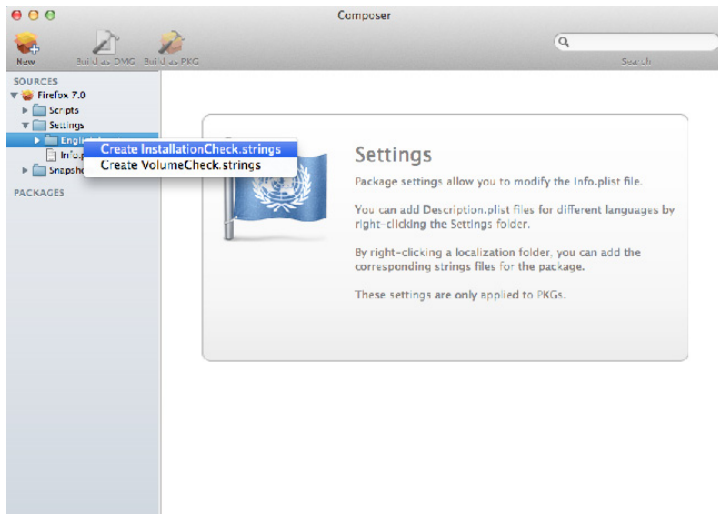 Composer
New
Build as DMG
Build as PKG
Search
SOURCES
Firefox 7.0
Scripts
Settings
Create InstallationCheck.strings
Create VolumeCheck.strings
PACKAGES
Settings
Package settings allow you to modify the Info.plist file.
You can add Description.plist files for different languages by
right-clicking the Settings folder.
By right-clicking a localization folder, you can add the
corresponding strings files for the package.
These settings are only applied to PKGs.